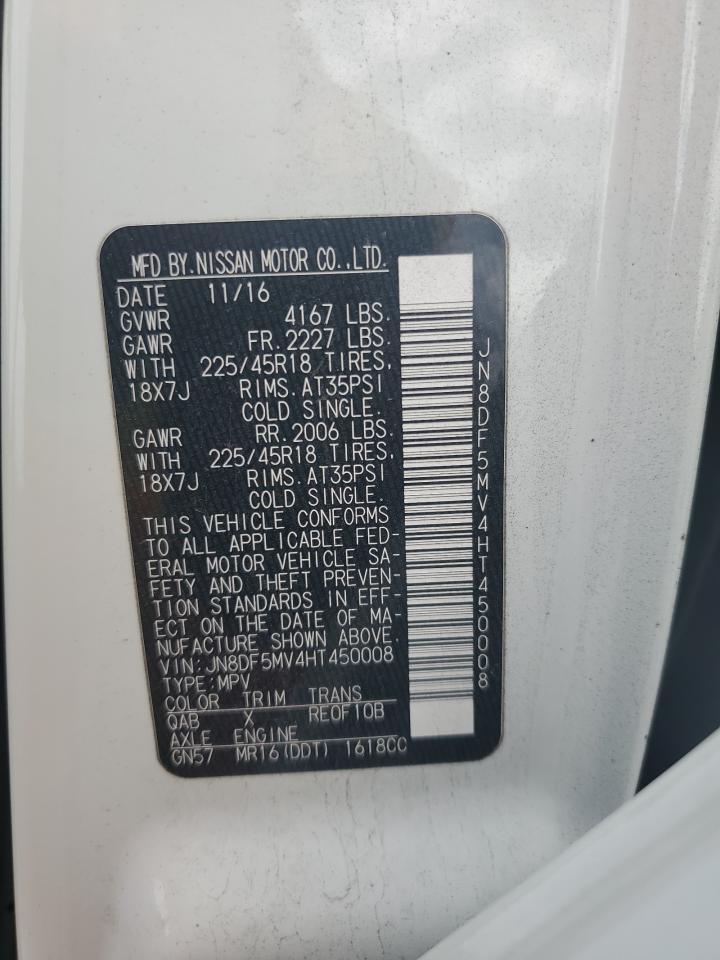 MFD BY.NISSAN MOTOR CO.,LTD.
DATE 11/16
GVWR 4167 LBS.
GAWR FR.2227 LBS.
WITH 225/45R18 TIRES,
18X7J RIMS.AT35PSI
COLD SINGLE.
GAWR RR.2006 LBS.
WITH 225/45R18 TIRES.
18X7J RIMS.AT35PSI
COLD SINGLE.
THIS VEHICLE CONFORMS
TO ALL APPLICABLE FED-
ERAL MOTOR VEHICLE SA-
FETY AND THEFT PREVEN-
TION STANDARDS IN EFF-
ECT ON THE DATE OF MA-
NUFACTURE SHOWN ABOVE.
VIN:JN8DF5MV4HT450008
TYPE:MPV
COLOR TRIM TRANS
QAB X RE0F10B
AXLE ENGINE
GN57 MR16(DDT) 1618CC
JN8DF5MV4HT450008